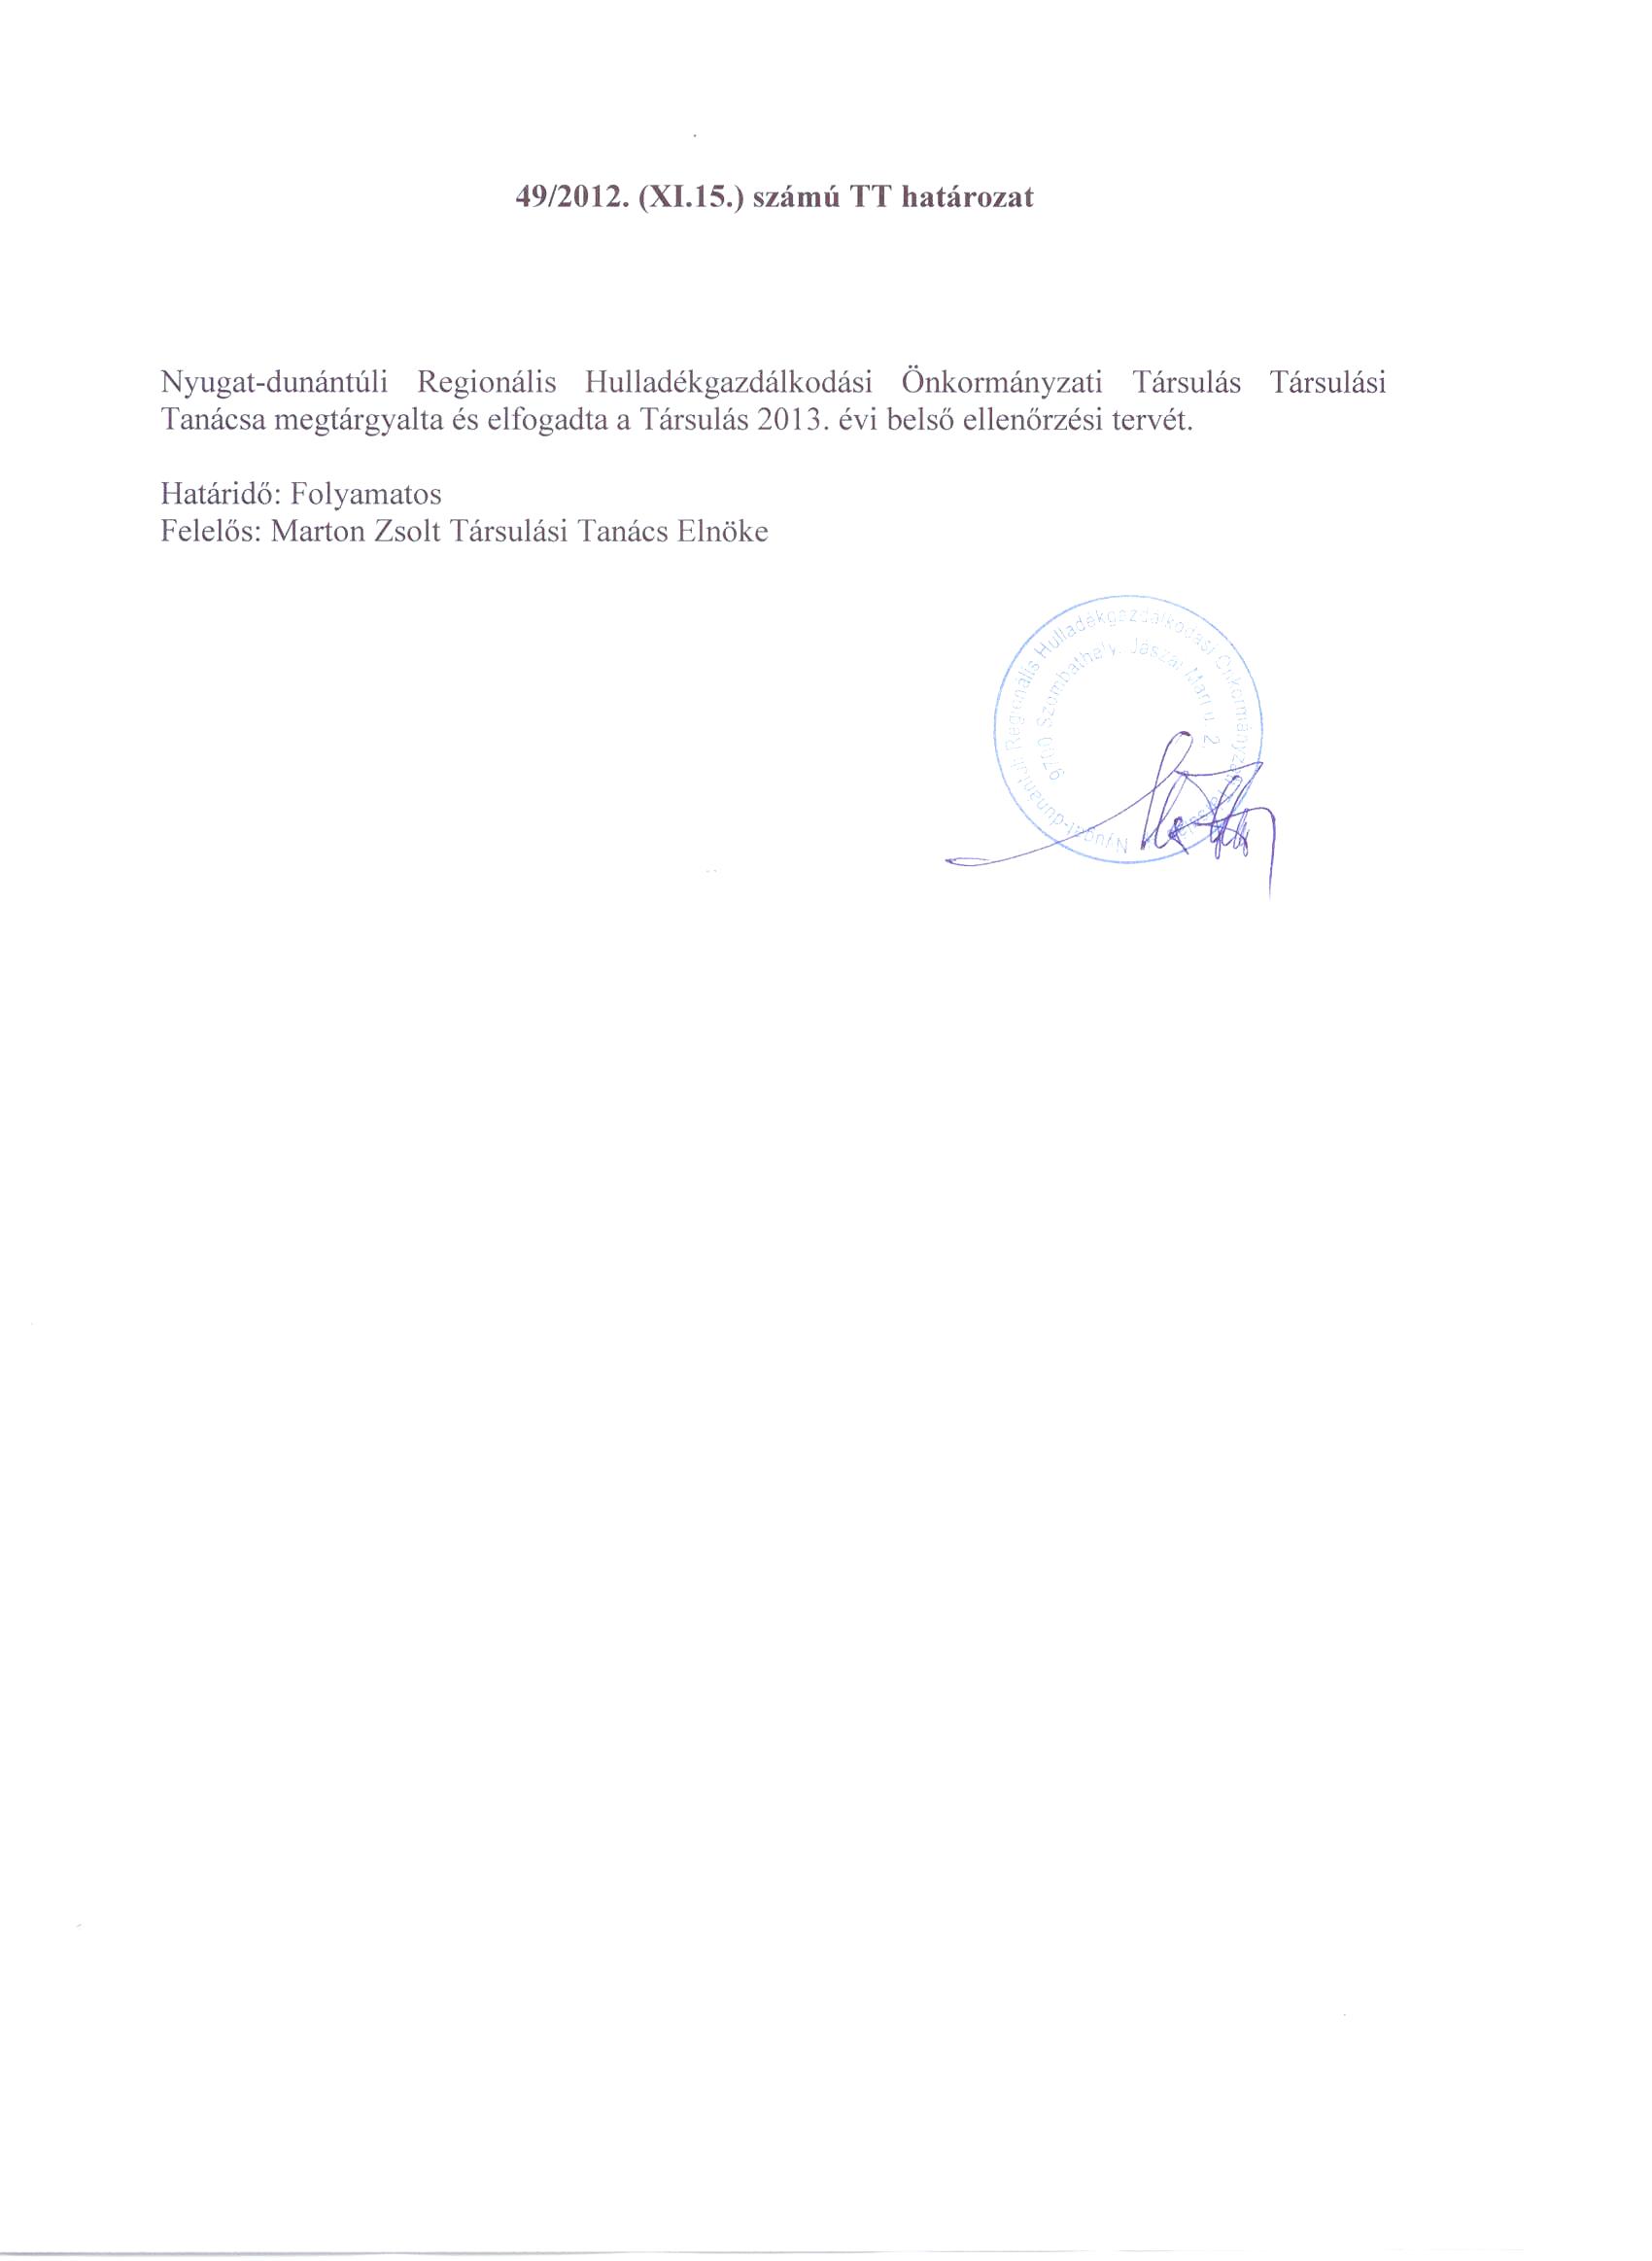 49/2012. (XI.15.) számú TT határozat
Nyugat-dunántúli Regionális Hulladékgazdálkodási Önkormányzati Társulás Társulási
Tanácsa megtárgyalta és elfogadta a Társulás 2013. évi belső ellenőrzési tervét.
Határidő: Folyamatos
Felelős: Marton Zsolt Társulási Tanács Elnöke
Nyugat-dunántúli Regionális Hulladékgazdálkodási Önkormányzati
9700 Szombathely, Jászai Mari u. 2.